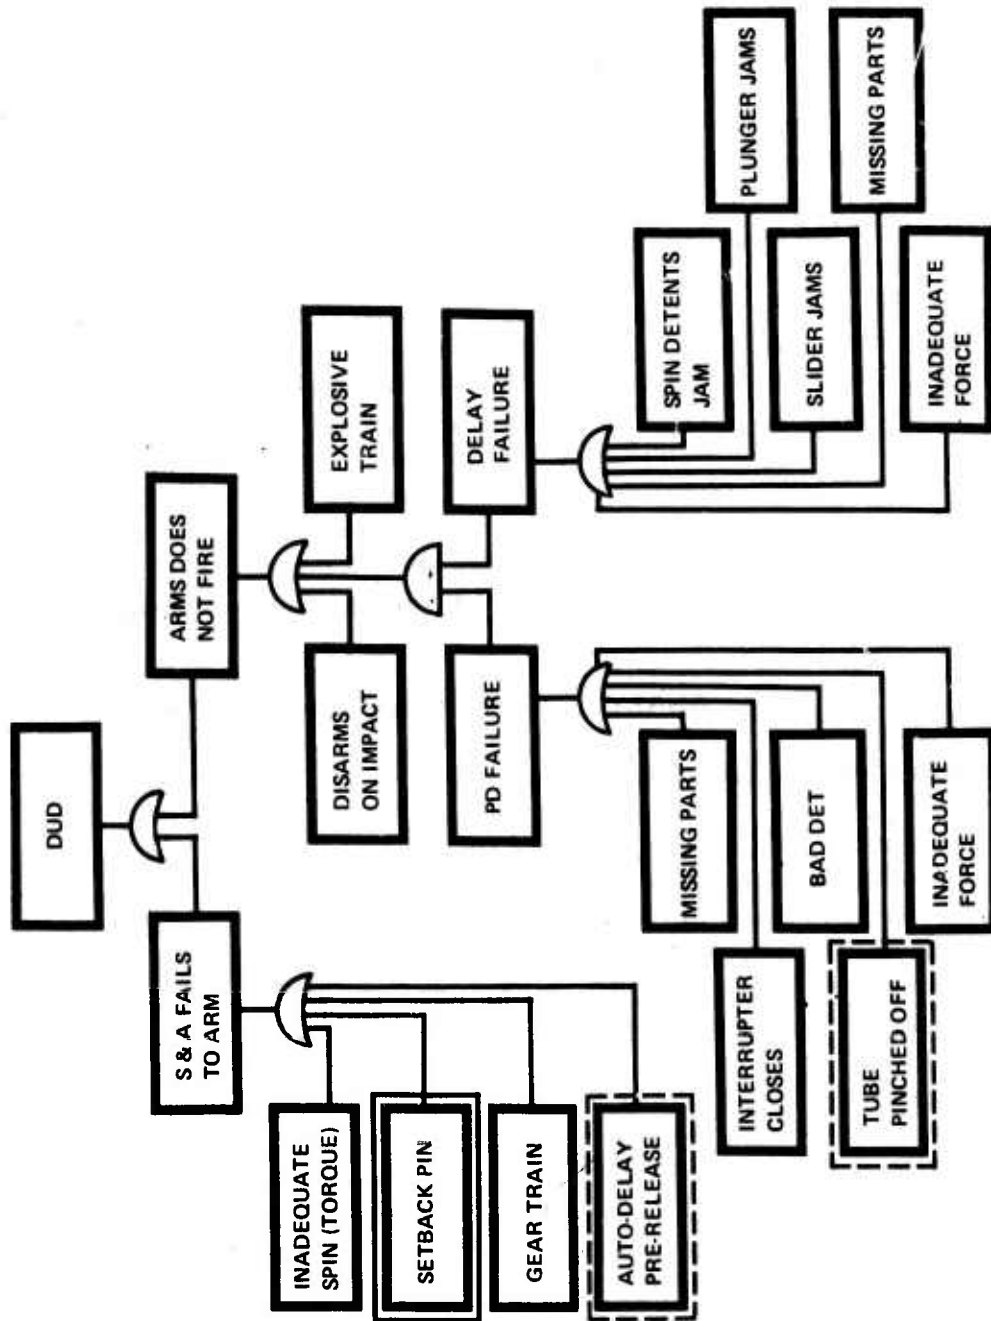 DUD
S & A FAILS
TO ARM
ARMS DOES
NOT FIRE
INADEQUATE
SPIN (TORQUE)
SETBACK PIN
GEAR TRAIN
AUTO-DELAY
PRE-RELEASE
DISARMS
ON IMPACT
EXPLOSIVE
TRAIN
PD FAILURE
DELAY
FAILURE
MISSING PARTS
INTERRUPTER
CLOSES
BAD DET
TUBE
PINCHED OFF
INADEQUATE
FORCE
SPIN DETENTS
JAM
PLUNGER JAMS
SLIDER JAMS
MISSING PARTS
INADEQUATE
FORCE